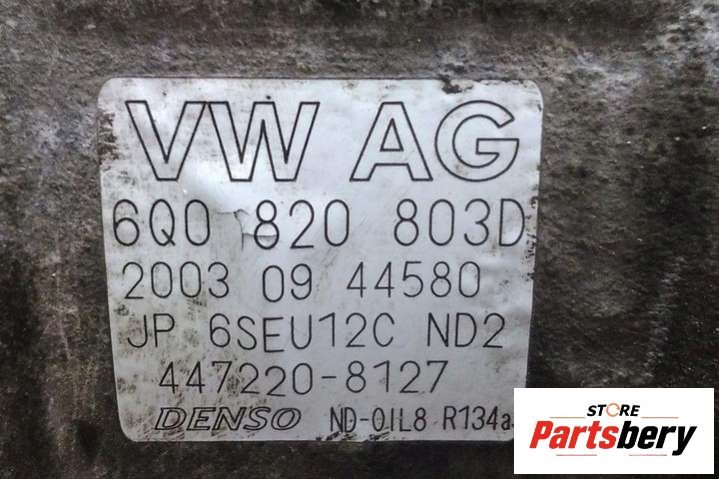 VW AG
6Q0 820 803D
2003 09 44580
JP 6SEU12C ND2
447220-8127
DENSO ND-OIL8 R134a
STORE
Partsbery